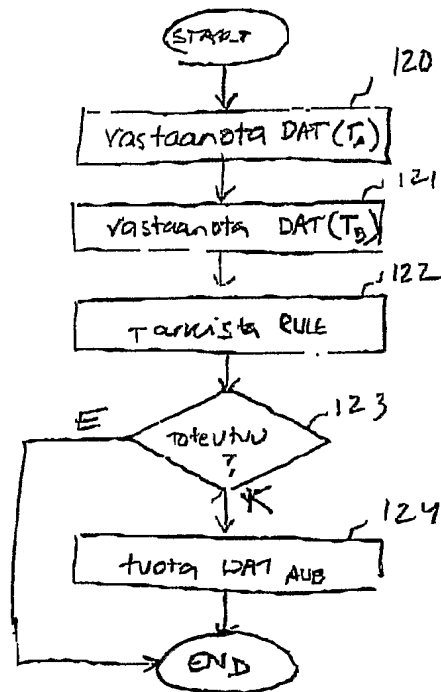 START
120
vastaanota DAT(TA)
121
vastaanota DAT(TB)
122
Tarkista RULE
123
Toteutuu
?
E
K
124
tuota DAT AUB
END